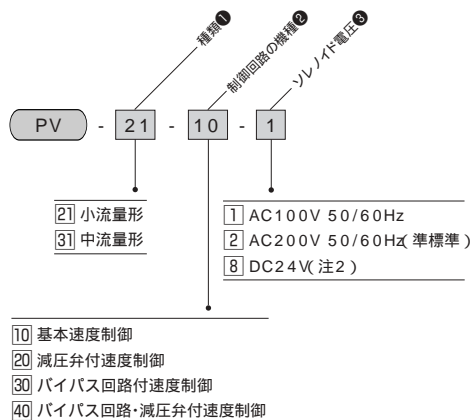 種類❶
制御回路の機種❷
ソレノイド電圧❸
PV - 21 - 10 - 1
21 小流量形
31 中流量形
1 AC100V 50/60Hz
2 AC200V 50/60Hz(準標準)
8 DC24V(注2)
10 基本速度制御
20 減圧弁付速度制御
30 バイパス回路付速度制御
40 バイパス回路・減圧弁付速度制御